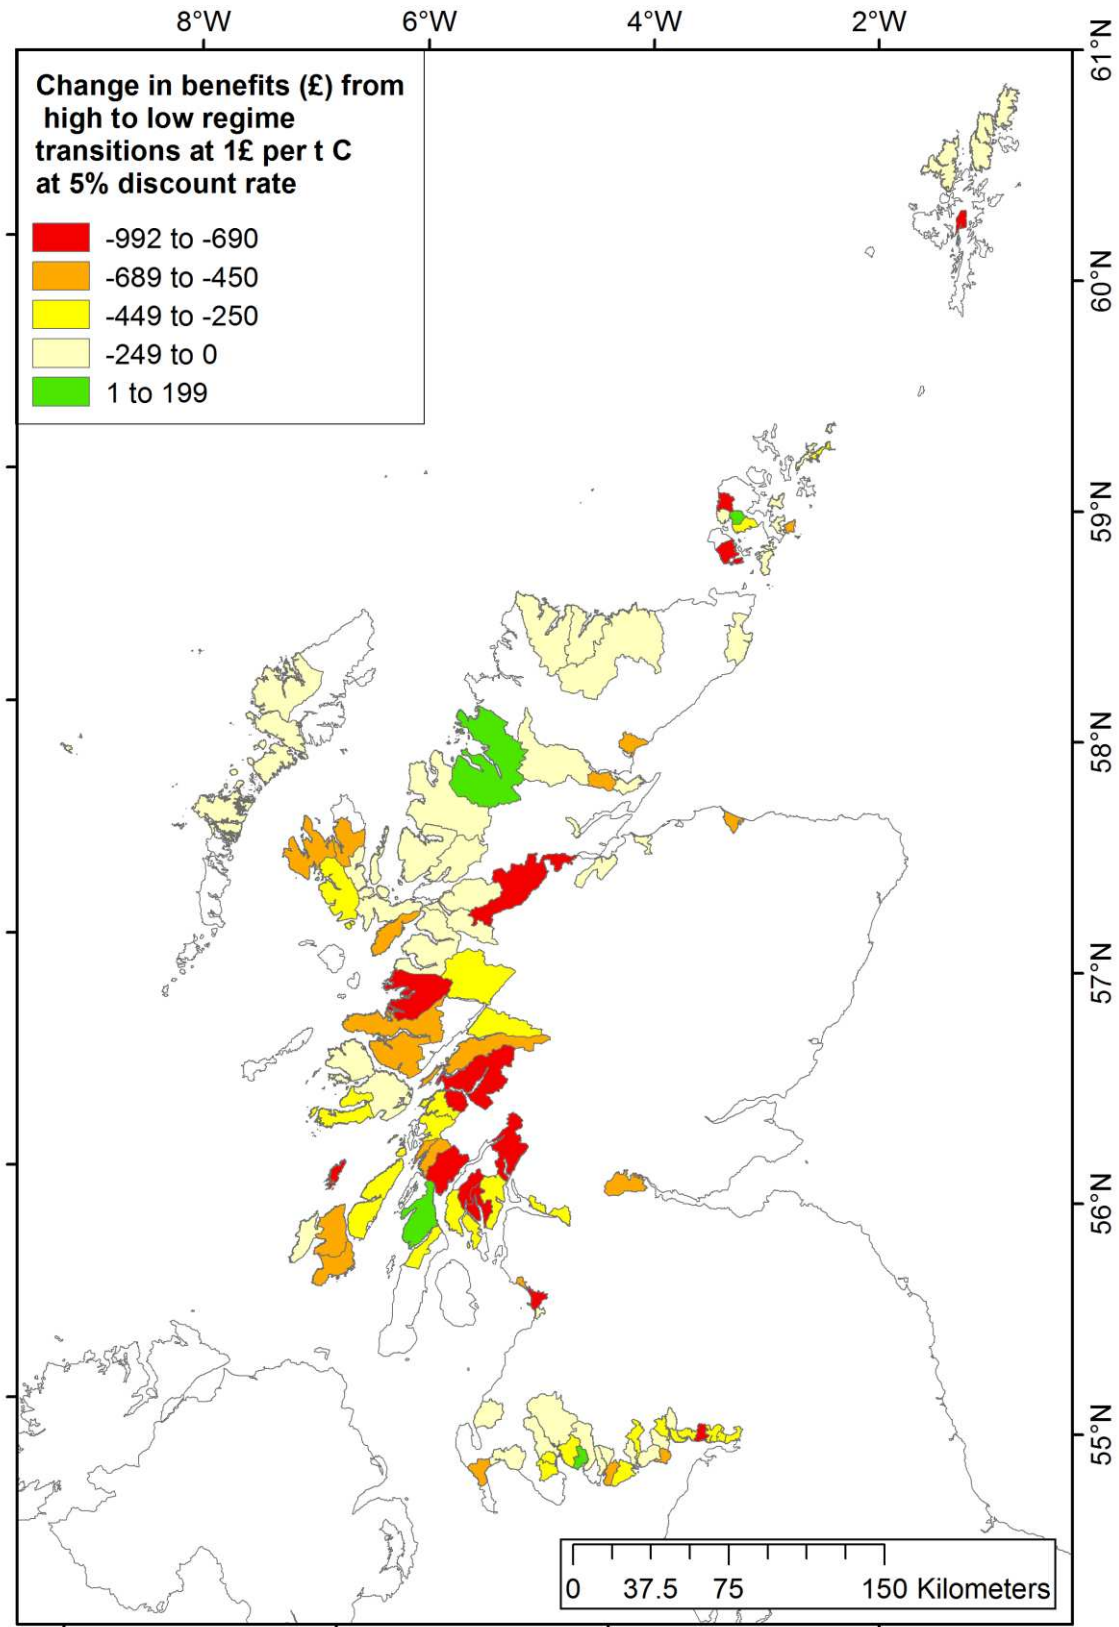 8°W 6°W 4°W 2°W
61°N
Change in benefits (£) from
high to low regime
transitions at 1£ per t C
at 5% discount rate
-992 to -690
-689 to -450
-449 to -250
-249 to 0
1 to 199
60°N
59°N
58°N
57°N
56°N
55°N
0 37.5 75 150 Kilometers